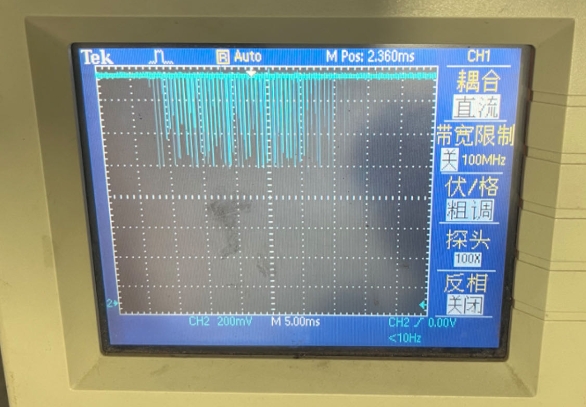 Tek
R Auto
M Pos: 2.360ms
CH1
耦合
直流
带宽限制
关 100MHz
伏/格
粗调
探头
100X
反相
关闭
2
CH2 200mV
M 5.00ms
CH2 0.00V
<10Hz